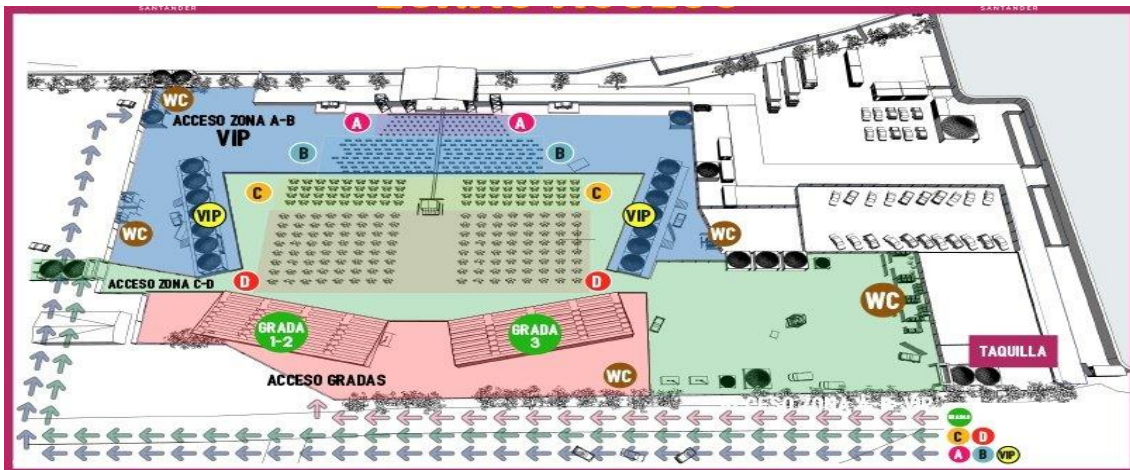 SANTANDER
SANTANDER
WC
ACCESO ZONA A-B
VIP
A
A
B
B
C
C
VIP
VIP
WC
WC
ACCESO ZONA C-D
D
D
WC
GRADA
1-2
GRADA
3
TAQUILLA
ACCESO GRADAS
WC
GRADAS
C
D
A
B
VIP